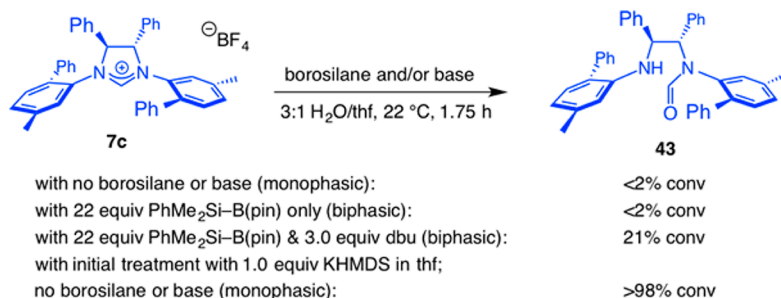 Ph Ph
⊖BF₄
Ph
N ⊕ N
Ph
7c
borosilane and/or base
3:1 H₂O/thf, 22 °C, 1.75 h
Ph Ph
Ph
NH N
O Ph
43
with no borosilane or base (monophasic): <2% conv
with 22 equiv PhMe₂Si–B(pin) only (biphasic): <2% conv
with 22 equiv PhMe₂Si–B(pin) & 3.0 equiv dbu (biphasic): 21% conv
with initial treatment with 1.0 equiv KHMDS in thf;
no borosilane or base (monophasic): >98% conv